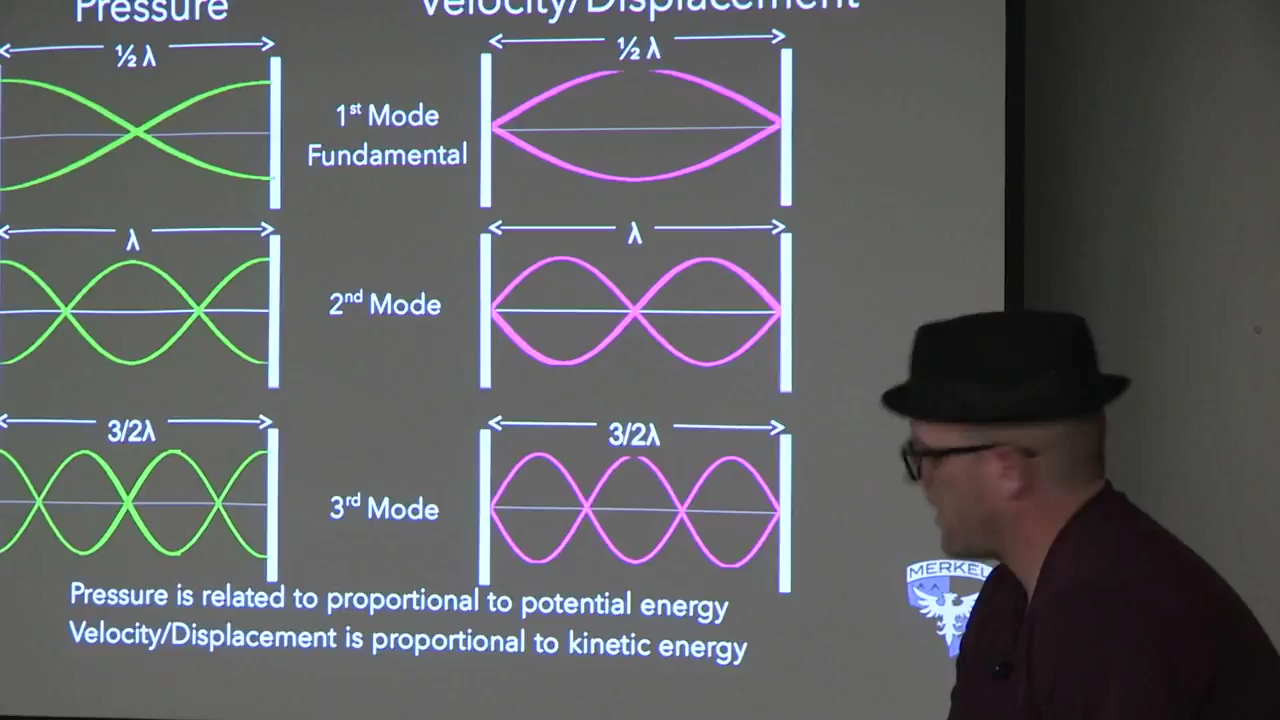 Pressure
Velocity/Displacement
½ λ
½ λ
1st Mode
Fundamental
λ
λ
2nd Mode
3/2λ
3/2λ
3rd Mode
Pressure is related to proportional to potential energy
Velocity/Displacement is proportional to kinetic energy
MERKEL